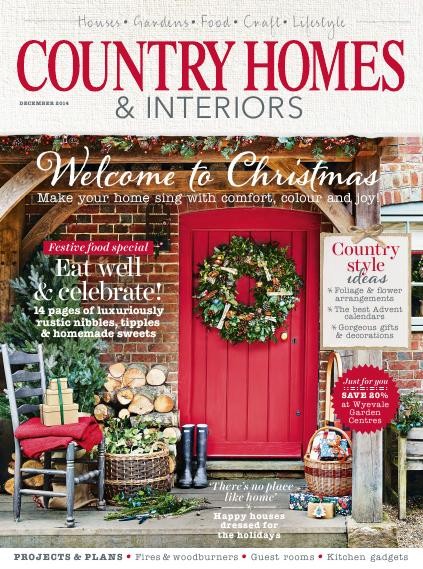 Houses • Gardens • Food • Craft • Lifestyle
COUNTRY HOMES
& INTERIORS
DECEMBER 2014
Welcome to Christmas
Make your home sing with comfort, colour and joy!
Festive food special
Eat well
& celebrate!
14 pages of luxuriously
rustic nibbles, tipples
& homemade sweets
Country
style
ideas
* Foliage & flower
arrangements
* The best Advent
calendars
* Gorgeous gifts
& decorations
Just for you
SAVE 20%
at Wyevale
Garden
Centres
'There's no place
like home'
Happy houses
dressed for
the holidays
PROJECTS & PLANS • Fires & woodburners • Guest rooms • Kitchen gadgets